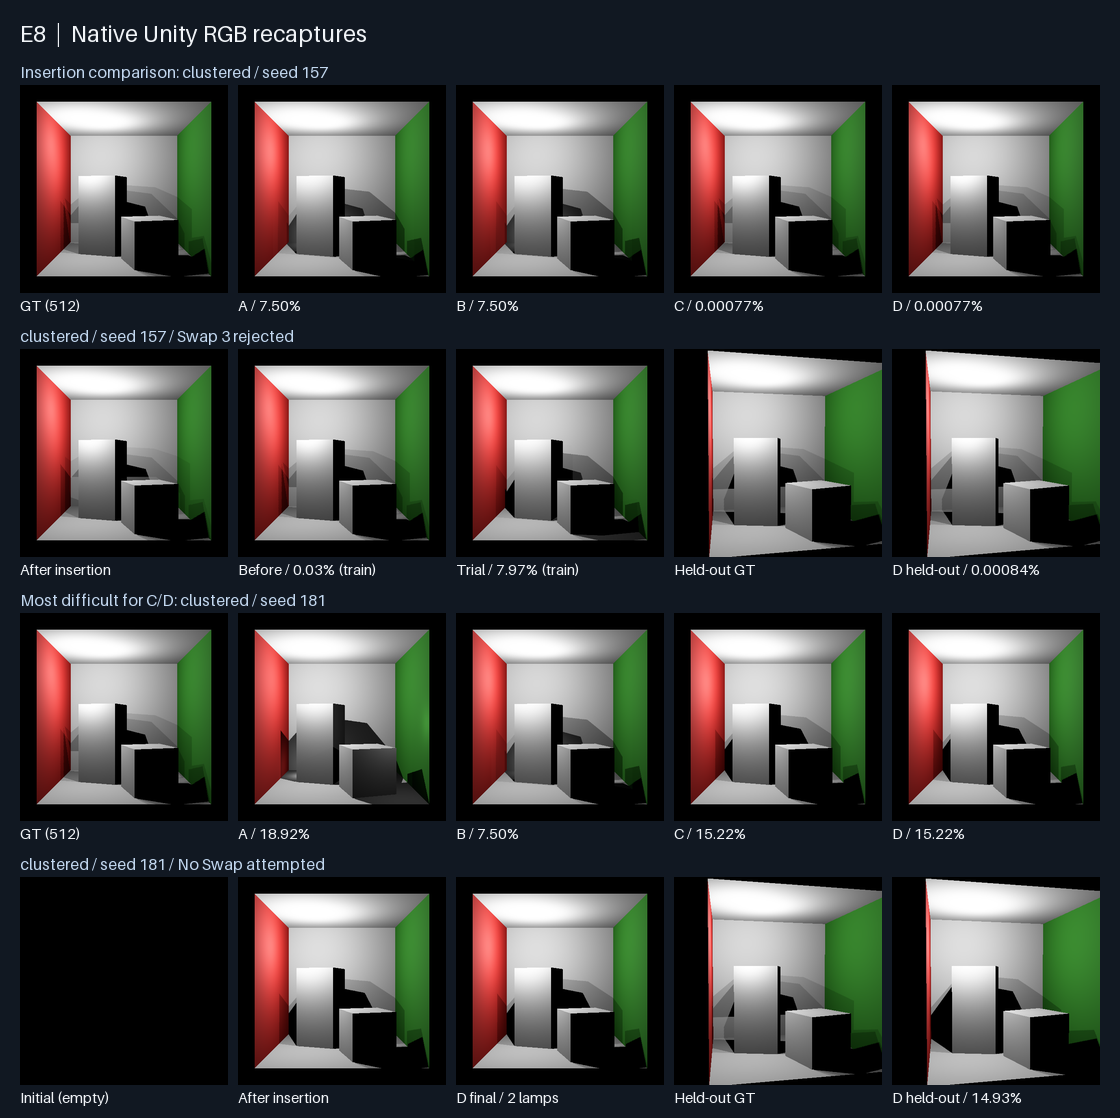 E8 | Native Unity RGB recaptures
Insertion comparison: clustered / seed 157
GT (512)
A / 7.50%
B / 7.50%
C / 0.00077%
D / 0.00077%
clustered / seed 157 / Swap 3 rejected
After insertion
Before / 0.03% (train)
Trial / 7.97% (train)
Held-out GT
D held-out / 0.00084%
Most difficult for C/D: clustered / seed 181
GT (512)
A / 18.92%
B / 7.50%
C / 15.22%
D / 15.22%
clustered / seed 181 / No Swap attempted
Initial (empty)
After insertion
D final / 2 lamps
Held-out GT
D held-out / 14.93%